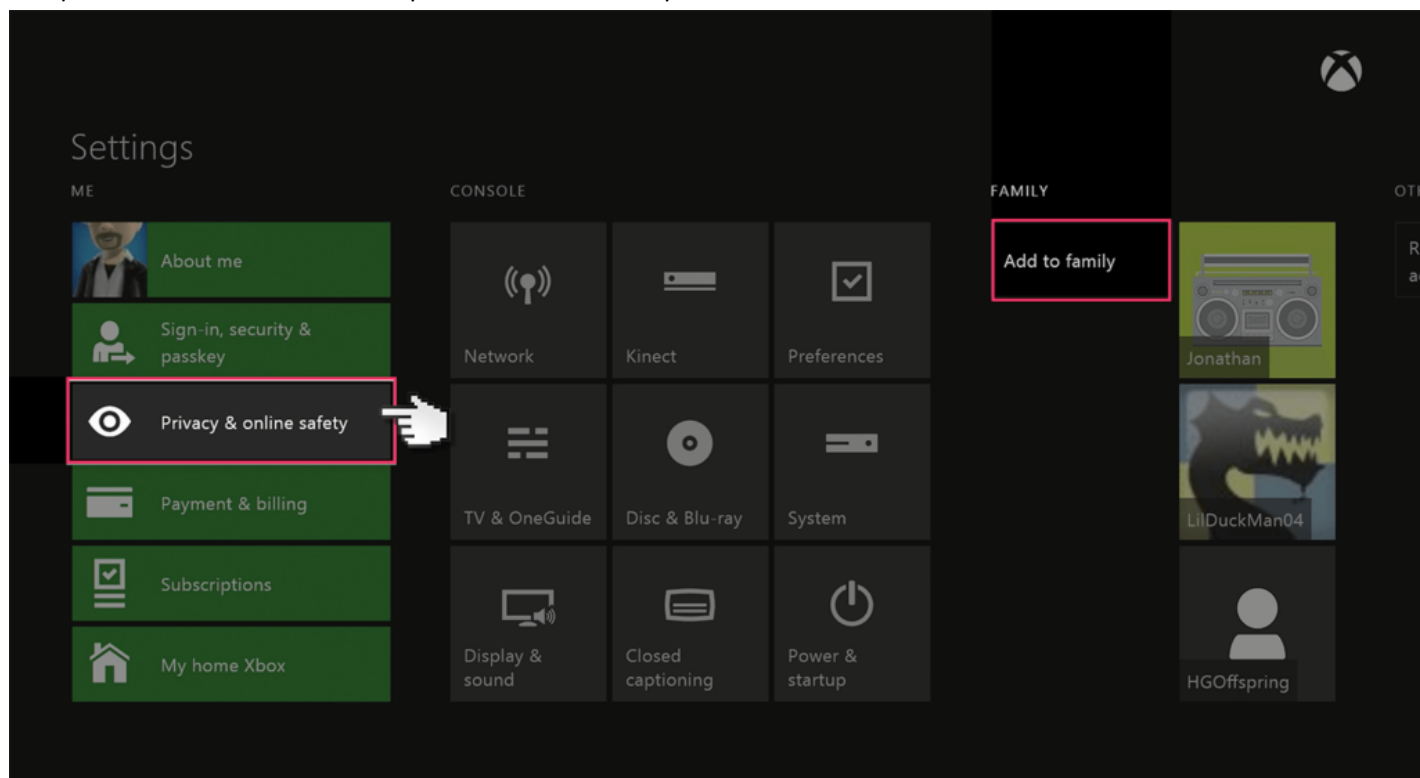 Settings
ME
About me
Sign-in, security &
passkey
Privacy & online safety
Payment & billing
Subscriptions
My home Xbox
CONSOLE
Network
Kinect
Preferences
TV & OneGuide
Disc & Blu-ray
System
Display &
sound
Closed
captioning
Power &
startup
FAMILY
Add to family
Jonathan
LilDuckMan04
HGOffspring